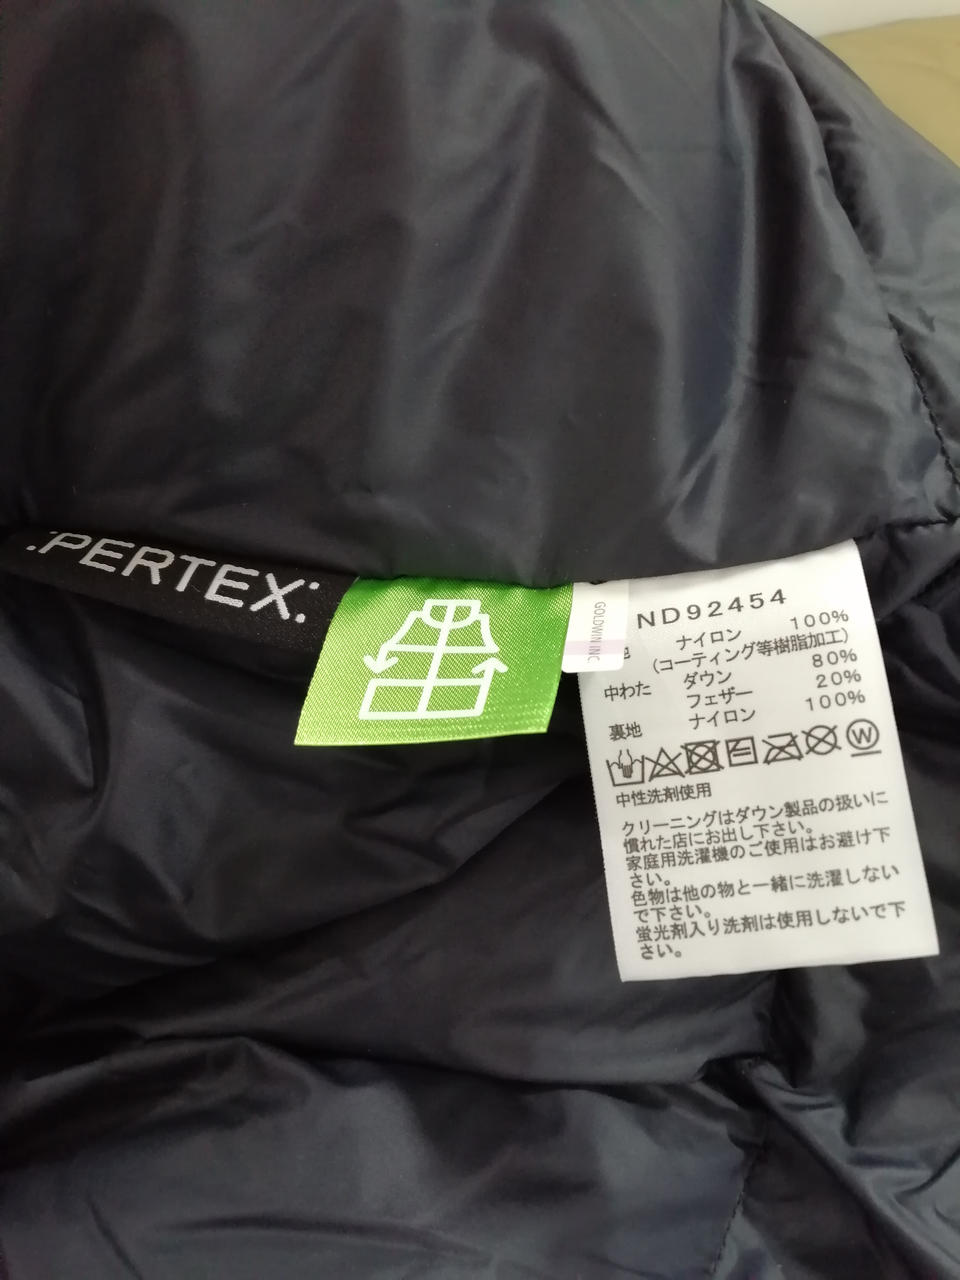 :PERTEX:
GOLDWIN INC
ND92454
地 ナイロン 100%
(コーティング等樹脂加工)
中わた ダウン 80%
フェザー 20%
裏地 ナイロン 100%
W
中性洗剤使用
クリーニングはダウン製品の扱いに
慣れた店にお出し下さい。
家庭用洗濯機のご使用はお避け下
さい。
色物は他の物と一緒に洗濯しない
で下さい。
蛍光剤入り洗剤は使用しないで下
さい。